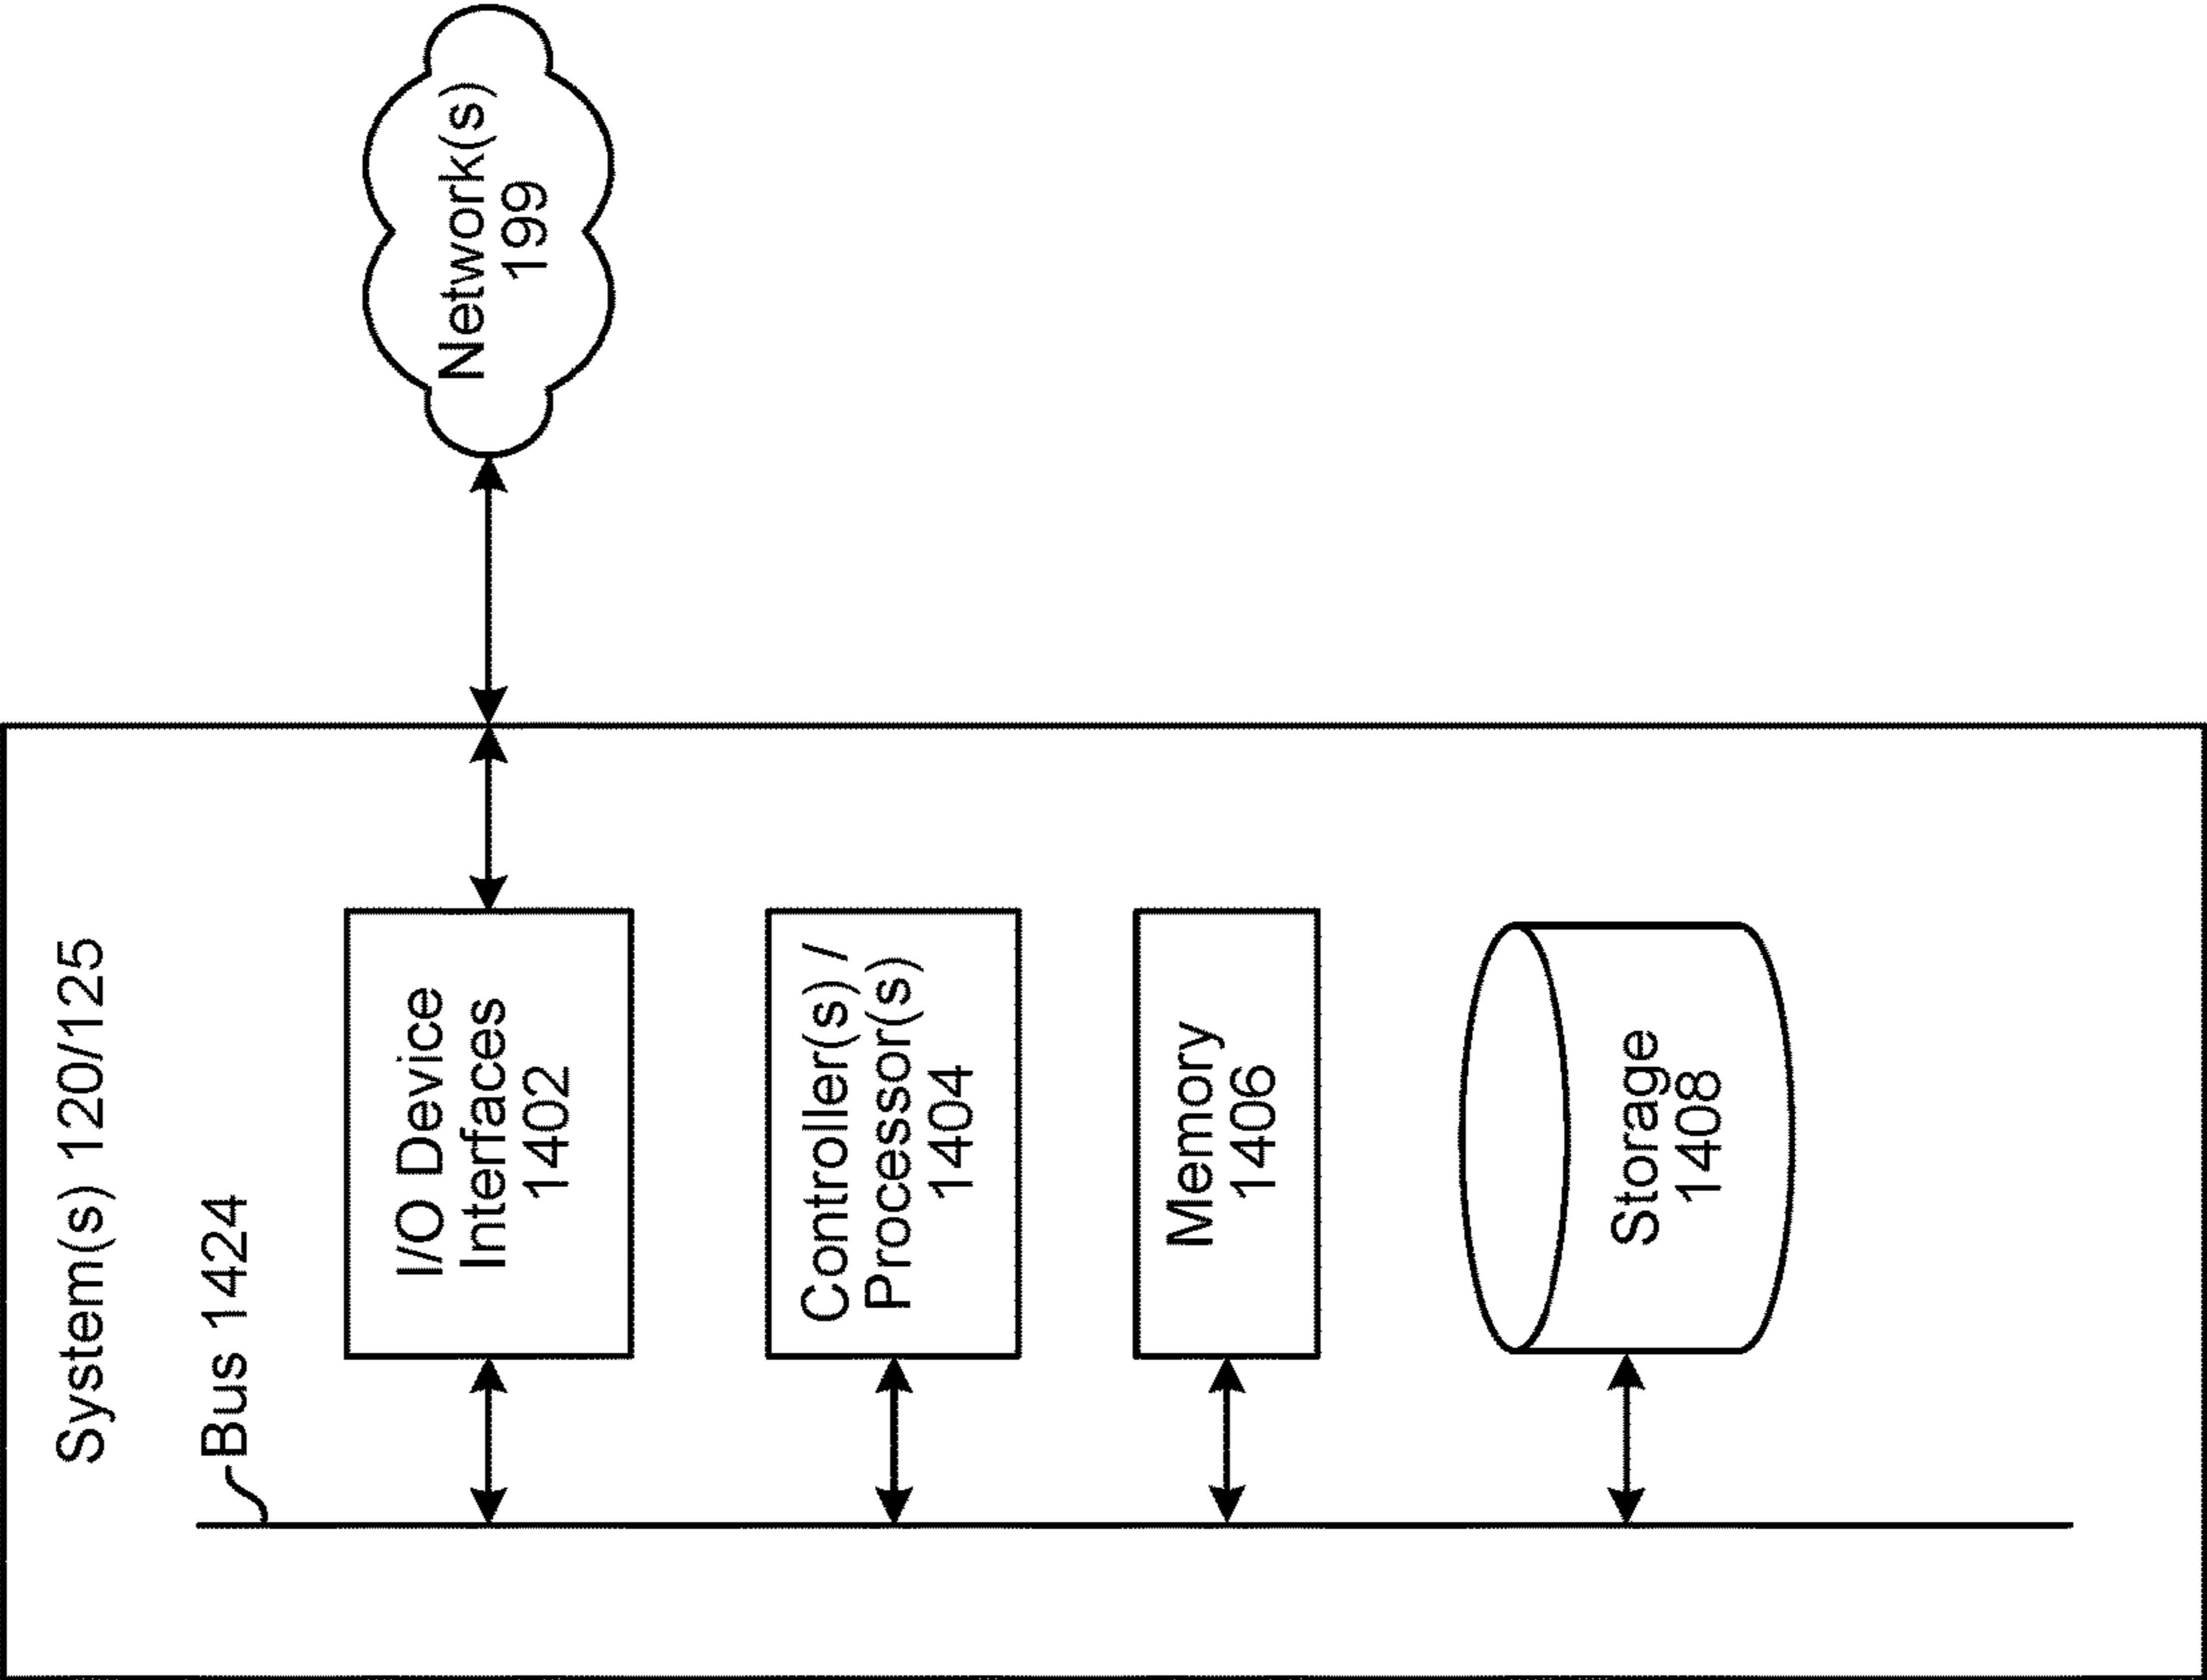 System(s) 120/125
Bus 1424
I/O Device
Interfaces
1402
Network(s)
199
Controller(s) /
Processor(s)
1404
Memory
1406
Storage
1408